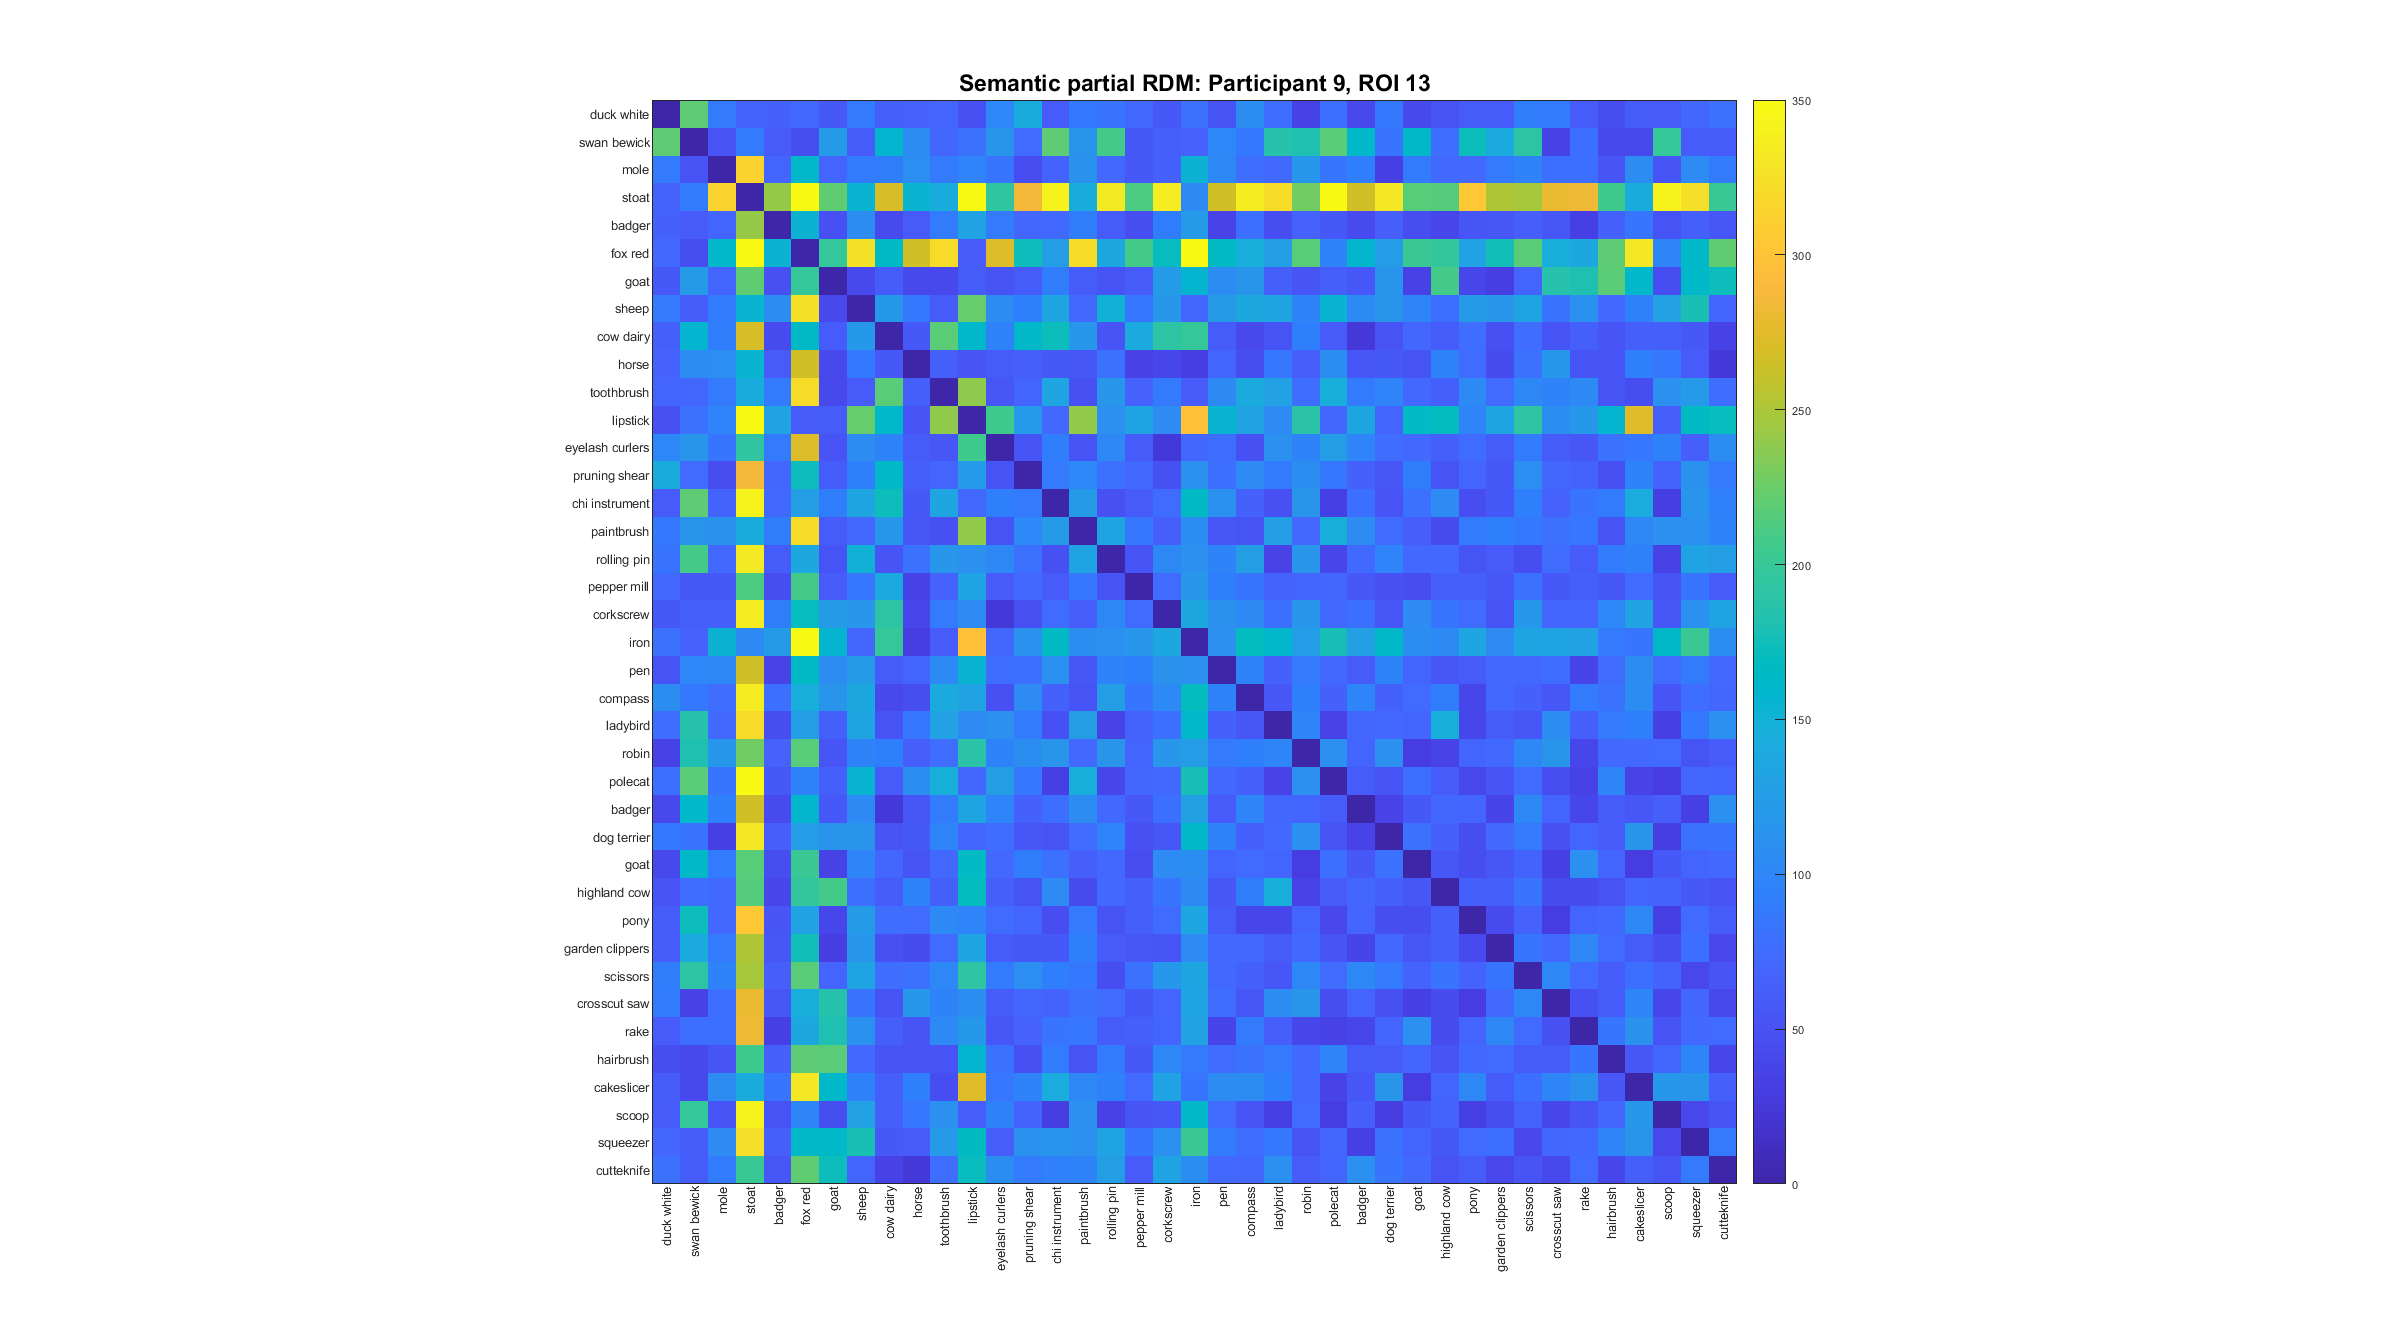 Semantic partial RDM: Participant 9, ROI 13
duck white
swan bewick
mole
stoat
badger
fox red
goat
sheep
cow dairy
horse
toothbrush
lipstick
eyelash curlers
pruning shear
chi instrument
paintbrush
rolling pin
pepper mill
corkscrew
iron
pen
compass
ladybird
robin
polecat
badger
dog terrier
goat
highland cow
pony
garden clippers
scissors
crosscut saw
rake
hairbrush
cakeslicer
scoop
squeezer
cutteknife
duck white
swan bewick
mole
stoat
badger
fox red
goat
sheep
cow dairy
horse
toothbrush
lipstick
eyelash curlers
pruning shear
chi instrument
paintbrush
rolling pin
pepper mill
corkscrew
iron
pen
compass
ladybird
robin
polecat
badger
dog terrier
goat
highland cow
pony
garden clippers
scissors
crosscut saw
rake
hairbrush
cakeslicer
scoop
squeezer
cutteknife
350
300
250
200
150
100
50
0